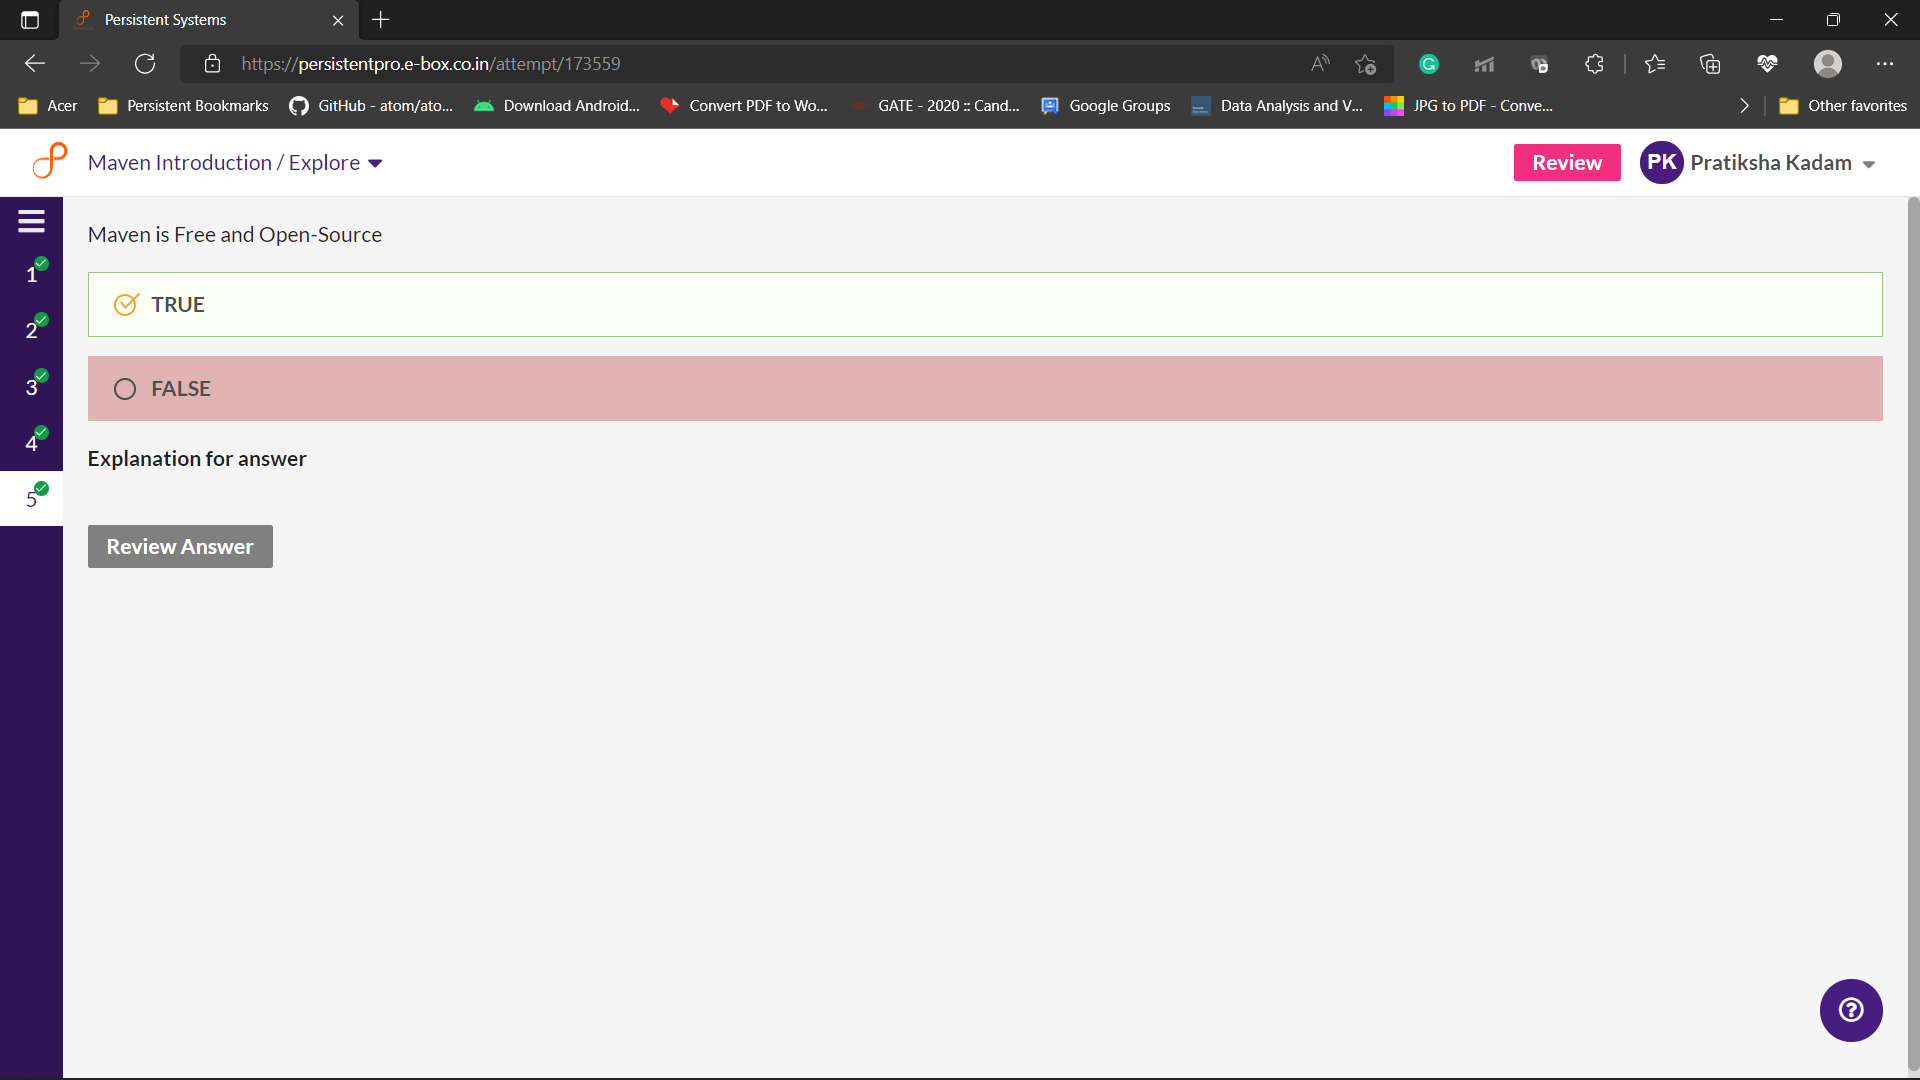 Persistent Systems
https://persistentpro.e-box.co.in/attempt/173559
Acer
Persistent Bookmarks
GitHub - atom/ato...
Download Android...
Convert PDF to Wo...
GATE - 2020 :: Cand...
Google Groups
Data Analysis and V...
JPG to PDF - Conve...
Other favorites
Maven Introduction / Explore
Review
PK
Pratiksha Kadam
Maven is Free and Open-Source
1
TRUE
2
3
FALSE
4
Explanation for answer
5
Review Answer